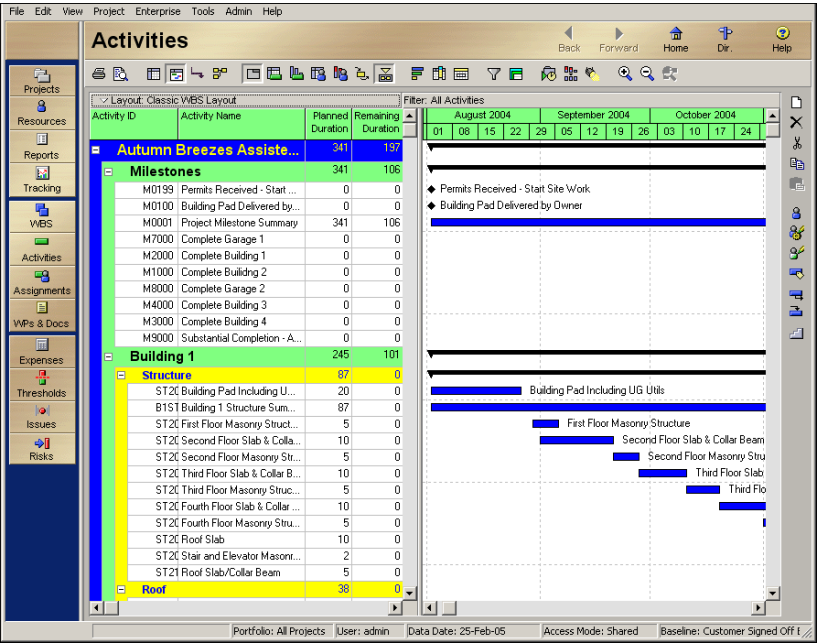 File Edit View Project Enterprise Tools Admin Help
Activities
Back Forward Home Dir. Help
Projects
Resources
Reports
Tracking
WBS
Activities
Assignments
WPs & Docs
Expenses
Thresholds
Issues
Risks
Layout: Classic WBS Layout Filter: All Activities
Activity ID Activity Name Planned Duration Remaining Duration
August 2004 September 2004 October 2004
01 08 15 22 29 05 12 19 26 03 10 17 24
Autumn Breezes Assiste... 341 197
Milestones 341 106
M0199 Permits Received - Start ... 0 0 Permits Received - Start Site Work
M0100 Building Pad Delivered by... 0 0 Building Pad Delivered by Owner
M0001 Project Milestone Summary 341 106
M7000 Complete Garage 1 0 0
M2000 Complete Building 1 0 0
M1000 Complete Builidng 2 0 0
M8000 Complete Garage 2 0 0
M4000 Complete Building 3 0 0
M3000 Complete Building 4 0 0
M9000 Substantial Completion - A... 0 0
Building 1 245 101
Structure 87 0
ST20 Building Pad Including U... 20 0 Building Pad Including UG Utils
B1ST Building 1 Structure Sum... 87 0
ST20 First Floor Masonry Struct... 5 0 First Floor Masonry Structure
ST20 Second Floor Slab & Colla... 10 0 Second Floor Slab & Collar Beam
ST20 Second Floor Masonry Str... 5 0 Second Floor Masonry Stru
ST20 Third Floor Slab & Collar B... 10 0 Third Floor Slab
ST20 Third Floor Masonry Struc... 5 0 Third Flo
ST20 Fourth Floor Slab & Collar ... 10 0
ST20 Fourth Floor Masonry Stru... 5 0
ST20 Roof Slab 10 0
ST20 Stair and Elevator Masonr... 2 0
ST21 Roof Slab/Collar Beam 5 0
Roof 38 0
Portfolio: All Projects User: admin Data Date: 25-Feb-05 Access Mode: Shared Baseline: Customer Signed Off